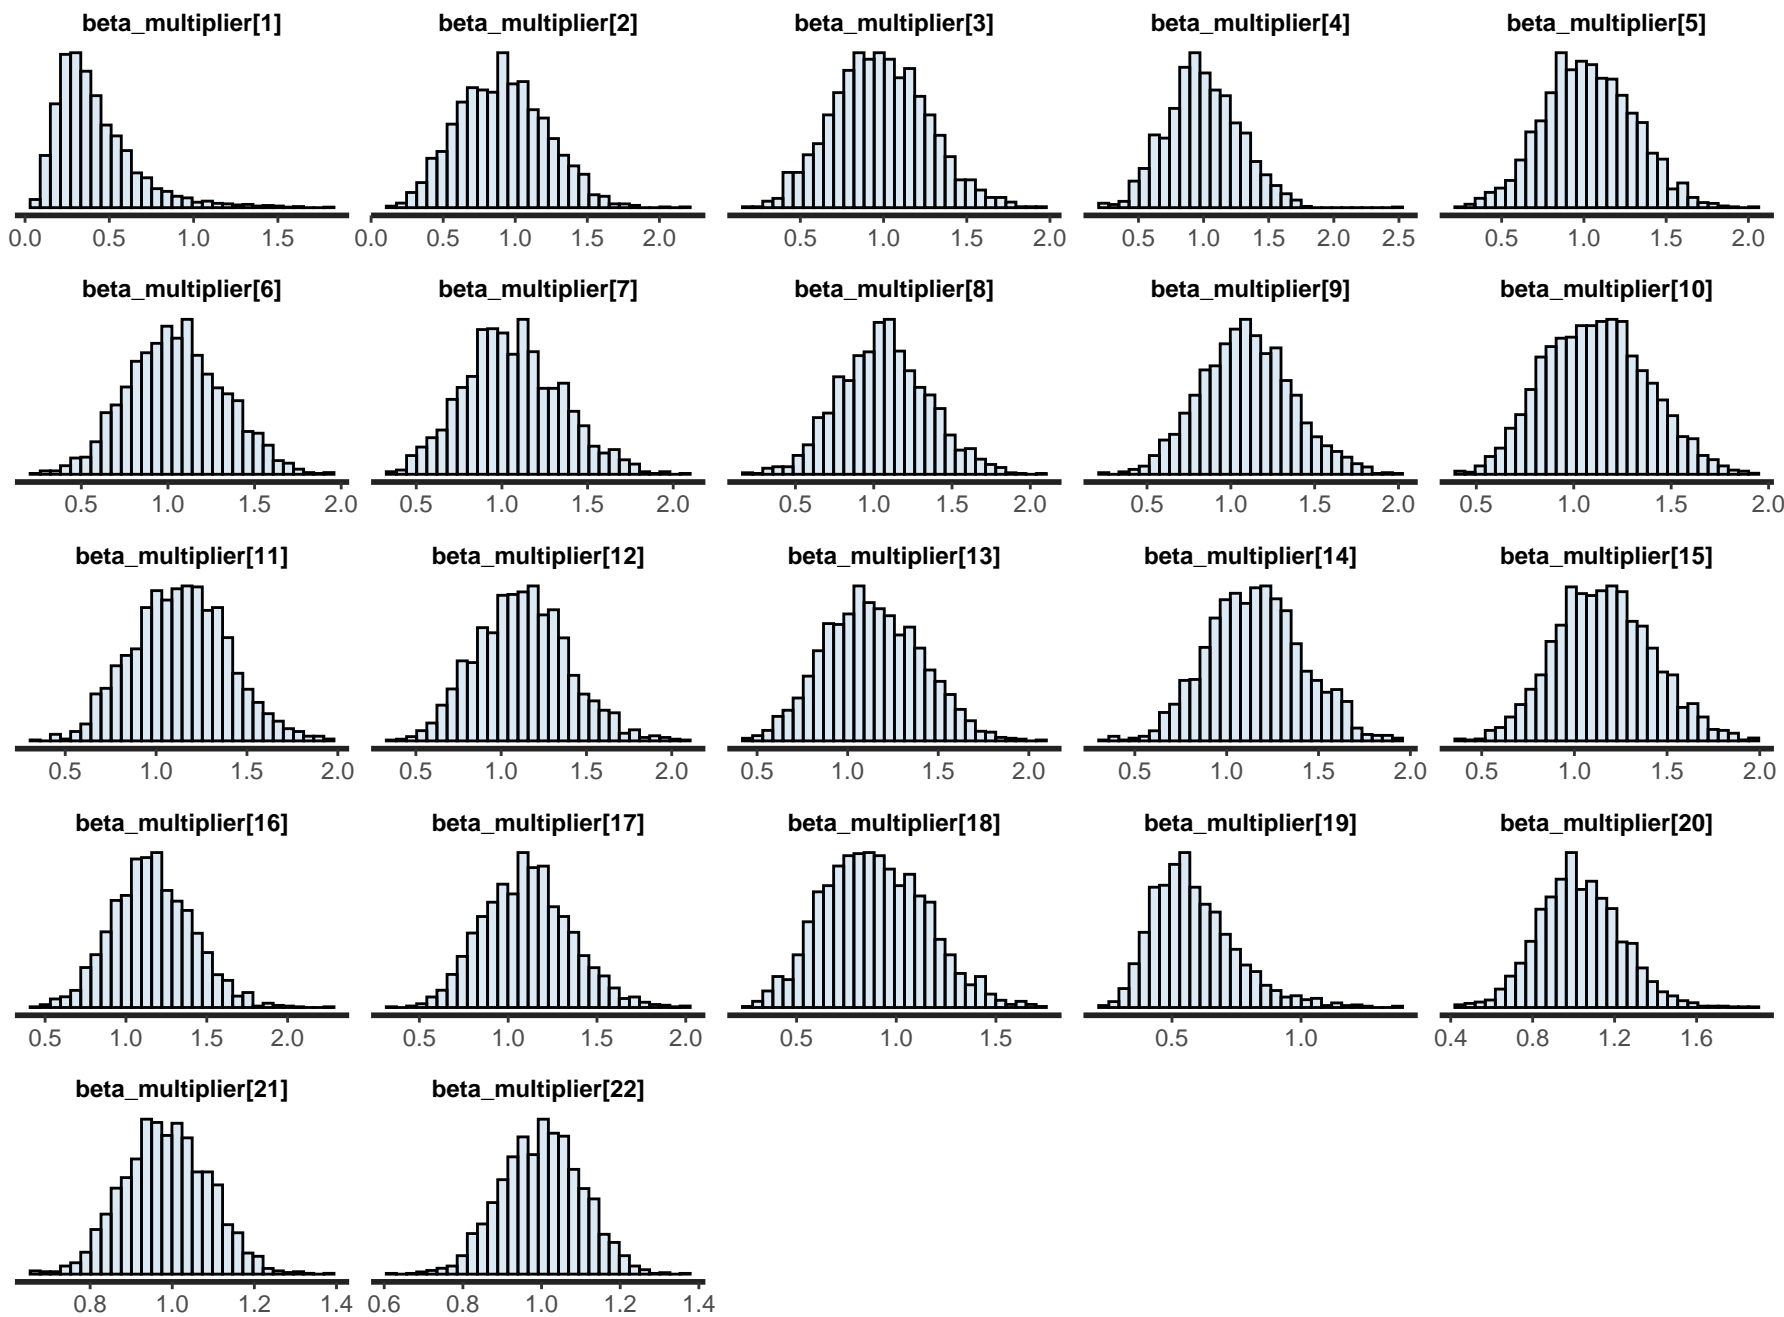 beta_multiplier[1] beta_multiplier[2] beta_multiplier[3] beta_multiplier[4] beta_multiplier[5]
0.0 0.5 1.0 1.5 0.0 0.5 1.0 1.5 2.0 0.5 1.0 1.5 2.0 0.5 1.0 1.5 2.0 2.5 0.5 1.0 1.5 2.0
beta_multiplier[6] beta_multiplier[7] beta_multiplier[8] beta_multiplier[9] beta_multiplier[10]
0.5 1.0 1.5 2.0 0.5 1.0 1.5 2.0 0.5 1.0 1.5 2.0 0.5 1.0 1.5 2.0 0.5 1.0 1.5 2.0
beta_multiplier[11] beta_multiplier[12] beta_multiplier[13] beta_multiplier[14] beta_multiplier[15]
0.5 1.0 1.5 2.0 0.5 1.0 1.5 2.0 0.5 1.0 1.5 2.0 0.5 1.0 1.5 2.0 0.5 1.0 1.5 2.0
beta_multiplier[16] beta_multiplier[17] beta_multiplier[18] beta_multiplier[19] beta_multiplier[20]
0.5 1.0 1.5 2.0 0.5 1.0 1.5 2.0 0.5 1.0 1.5 0.5 1.0 0.4 0.8 1.2 1.6
beta_multiplier[21] beta_multiplier[22]
0.8 1.0 1.2 1.4 0.6 0.8 1.0 1.2 1.4